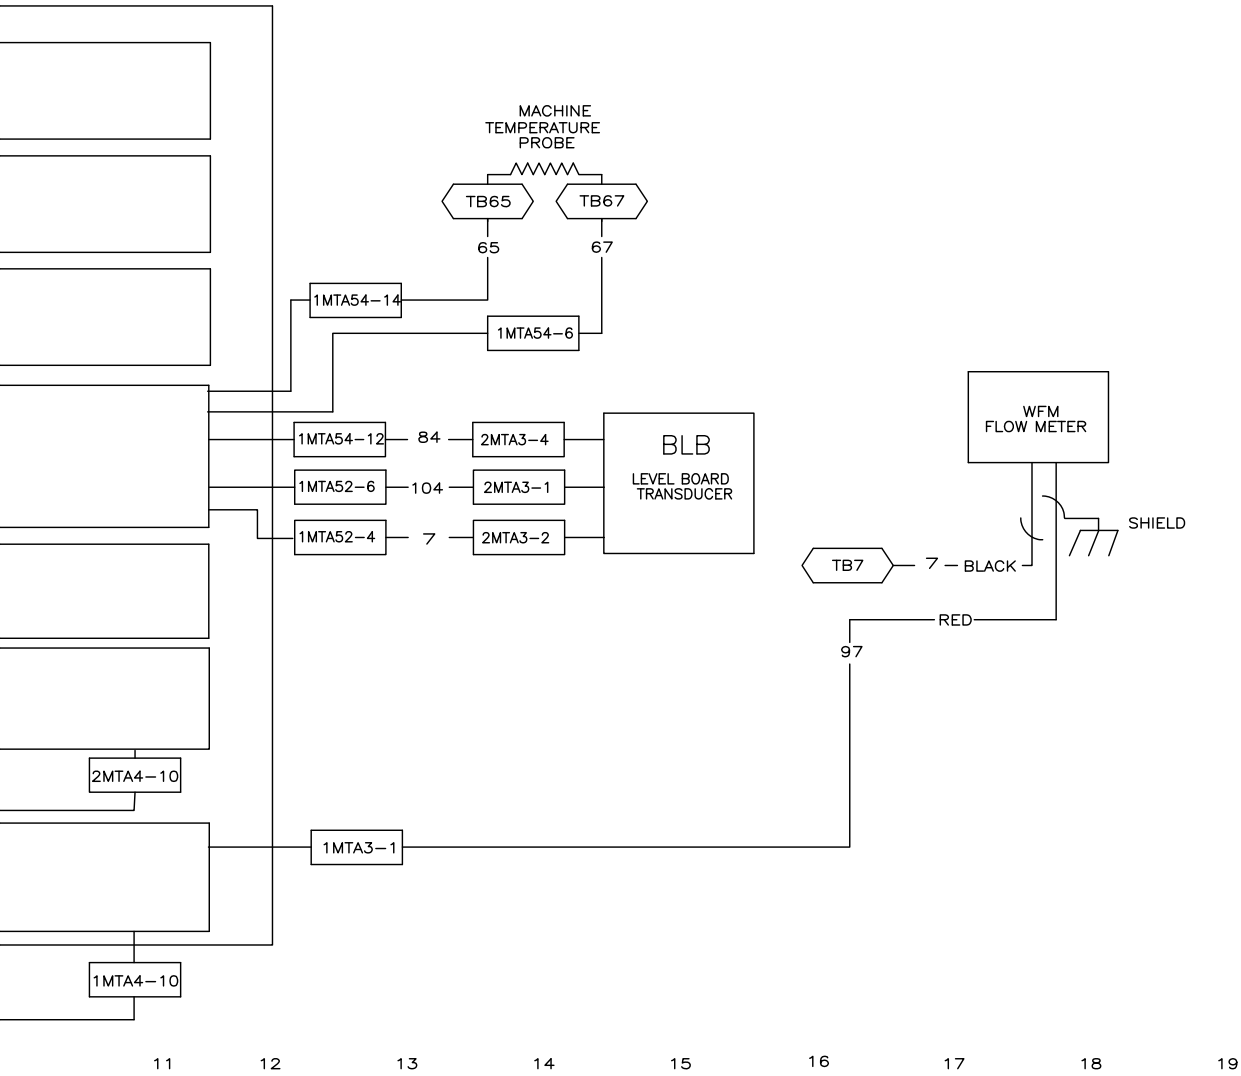 MACHINE
TEMPERATURE
PROBE
TB65
TB67
65
67
1MTA54-14
1MTA54-6
1MTA54-12
84
2MTA3-4
1MTA52-6
104
2MTA3-1
1MTA52-4
7
2MTA3-2
BLB
LEVEL BOARD
TRANSDUCER
WFM
FLOW METER
SHIELD
TB7
7
BLACK
RED
97
2MTA4-10
1MTA3-1
1MTA4-10
11 12 13 14 15 16 17 18 19